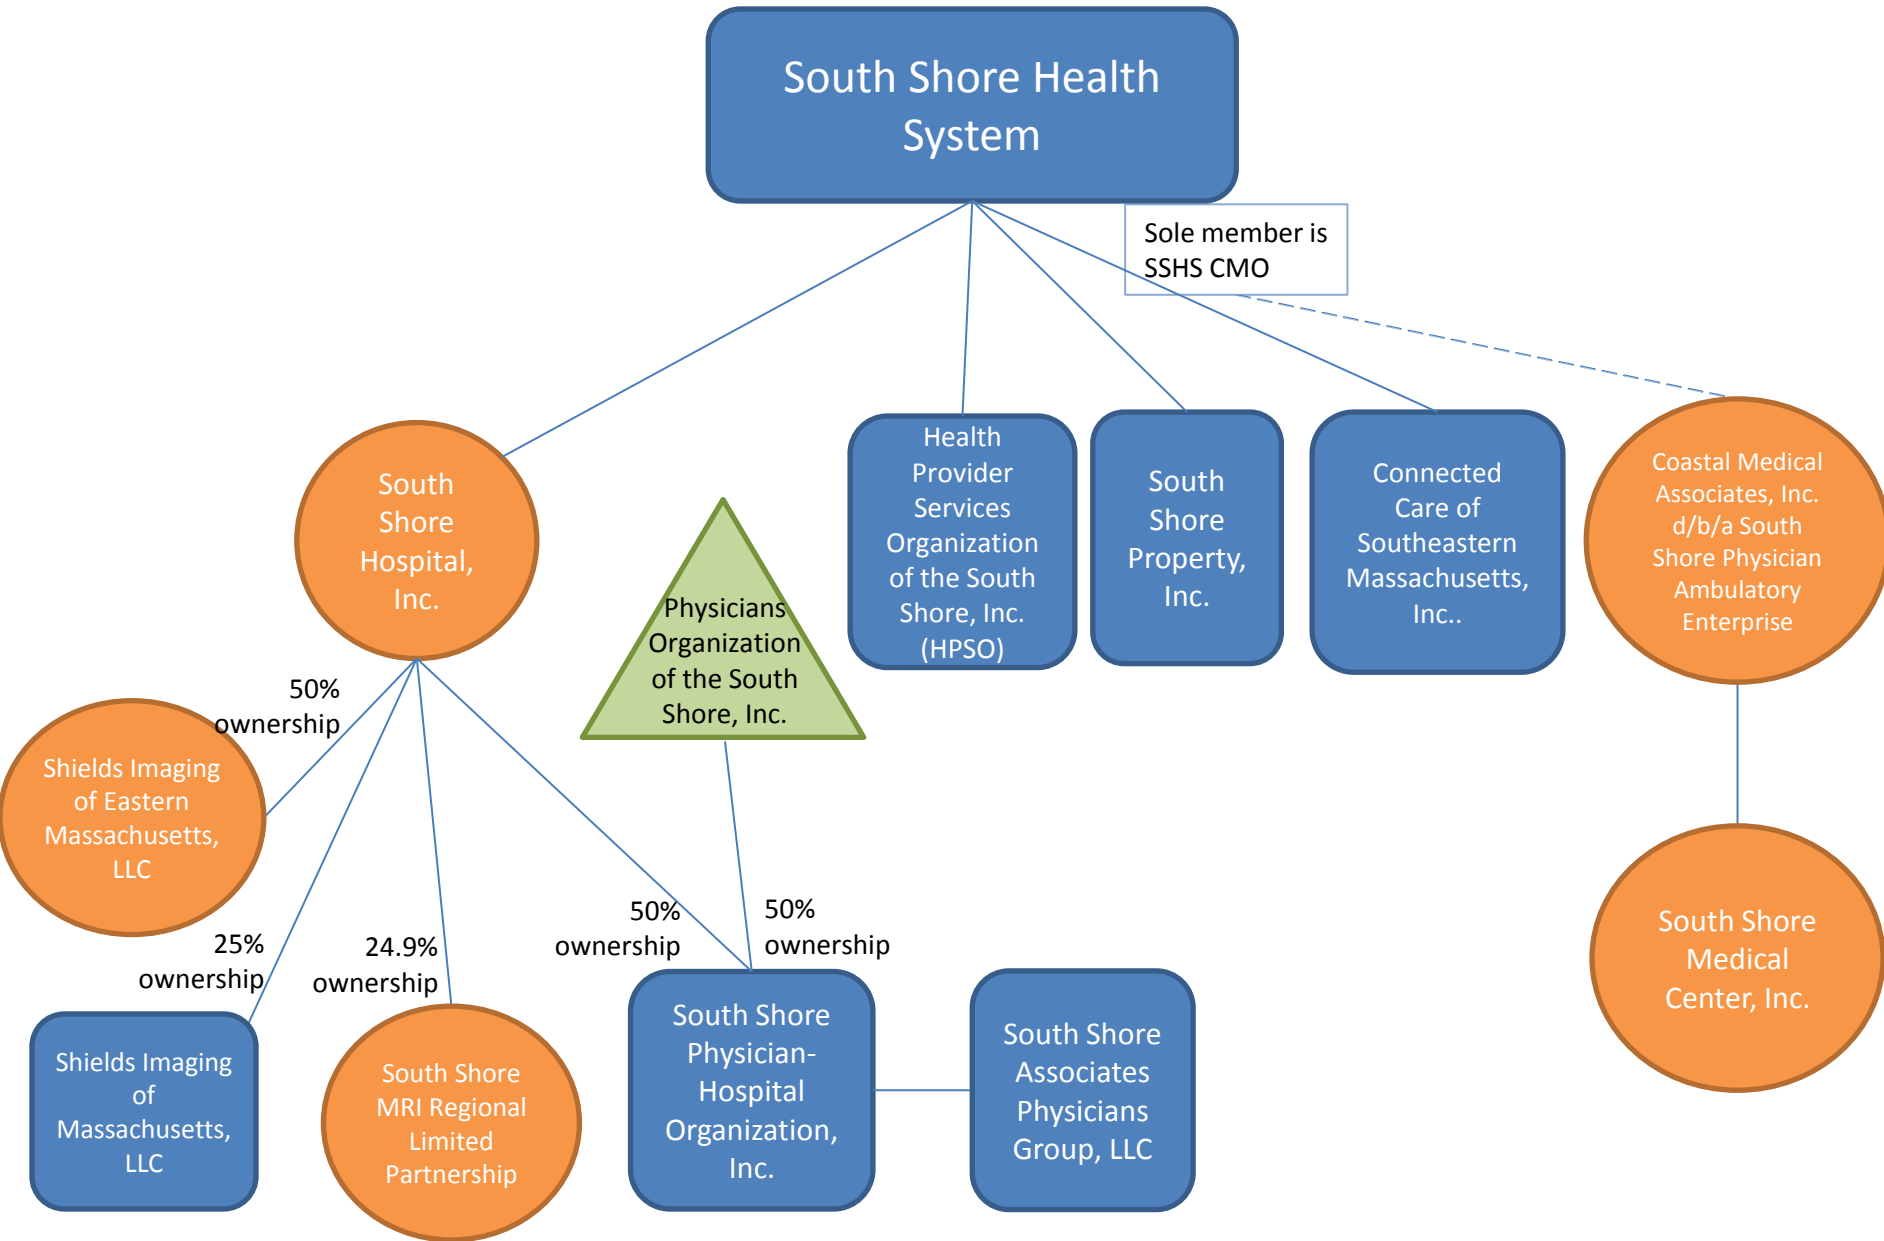 South Shore Health
System
Sole member is
SSHS CMO
South
Shore
Hospital,
Inc.
Health
Provider
Services
Organization
of the South
Shore, Inc.
(HPSO)
South
Shore
Property,
Inc.
Connected
Care of
Southeastern
Massachusetts,
Inc..
Coastal Medical
Associates, Inc.
d/b/a South
Shore Physician
Ambulatory
Enterprise
Physicians
Organization
of the South
Shore, Inc.
50%
ownership
Shields Imaging
of Eastern
Massachusetts,
LLC
25%
ownership
24.9%
ownership
50%
ownership
50%
ownership
South Shore
Medical
Center, Inc.
Shields Imaging
of
Massachusetts,
LLC
South Shore
MRI Regional
Limited
Partnership
South Shore
Physician-
Hospital
Organization,
Inc.
South Shore
Associates
Physicians
Group, LLC